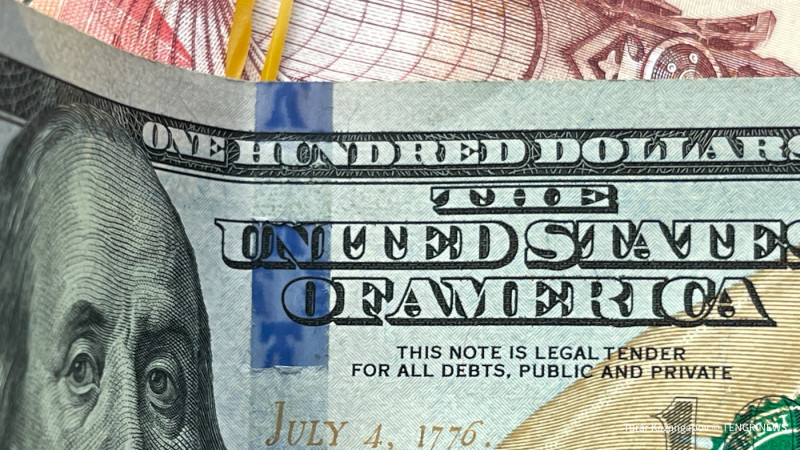 ONE HUNDRED DOLLARS
THE
UNITED STATES
OF AMERICA
THIS NOTE IS LEGAL TENDER
FOR ALL DEBTS, PUBLIC AND PRIVATE
JULY 4, 1776.
TENGRINEWS